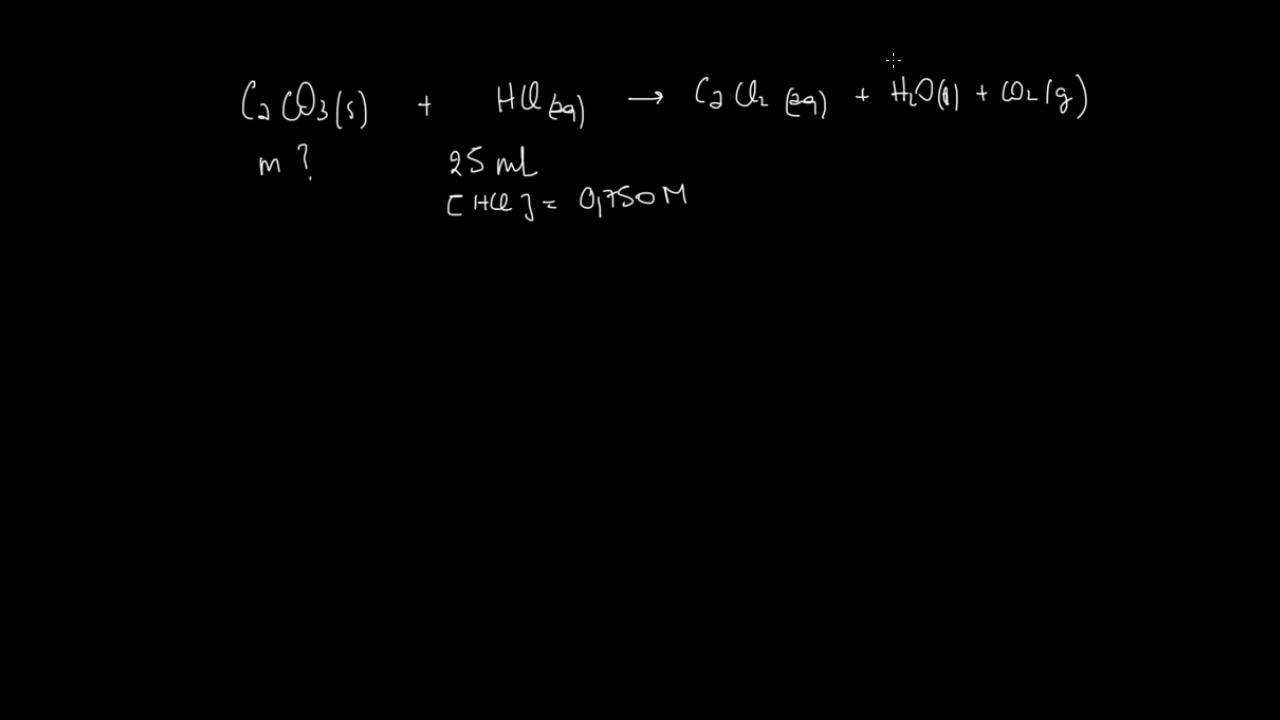 CaCO3(s) + HCl(aq) → CaCl2(aq) + H2O(l) + CO2(g)
m ? 25 mL
[HCl] = 0,750 M